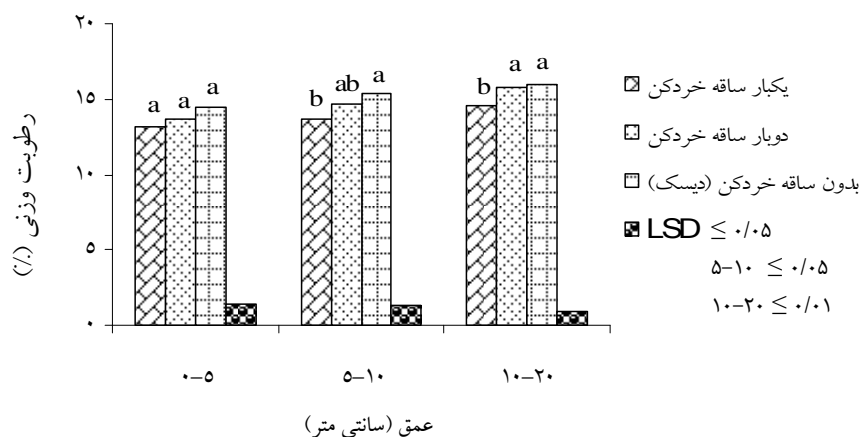 رطوبت وزنی (٪)
۲۰
۱۵
۱۰
۵
۰
a a a
b ab a
b a a
۰-۵
۵-۱۰
۱۰-۲۰
عمق (سانتی متر)
یکبار ساقه خردکن
دوبار ساقه خردکن
بدون ساقه خردکن (دیسک)
LSD ≤ ۰/۰۵
۵-۱۰ ≤ ۰/۰۵
۱۰-۲۰ ≤ ۰/۰۱